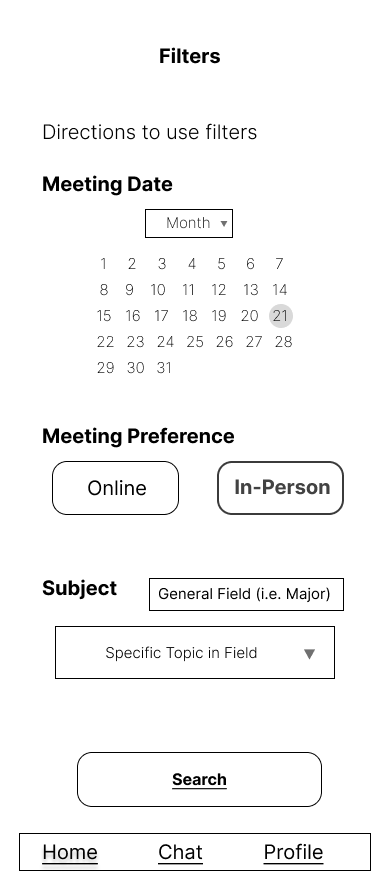 Filters
Directions to use filters
Meeting Date
Month
1 2 3 4 5 6 7
8 9 10 11 12 13 14
15 16 17 18 19 20 21
22 23 24 25 26 27 28
29 30 31
Meeting Preference
Online In-Person
Subject General Field (i.e. Major)
Specific Topic in Field
Search
Home Chat Profile